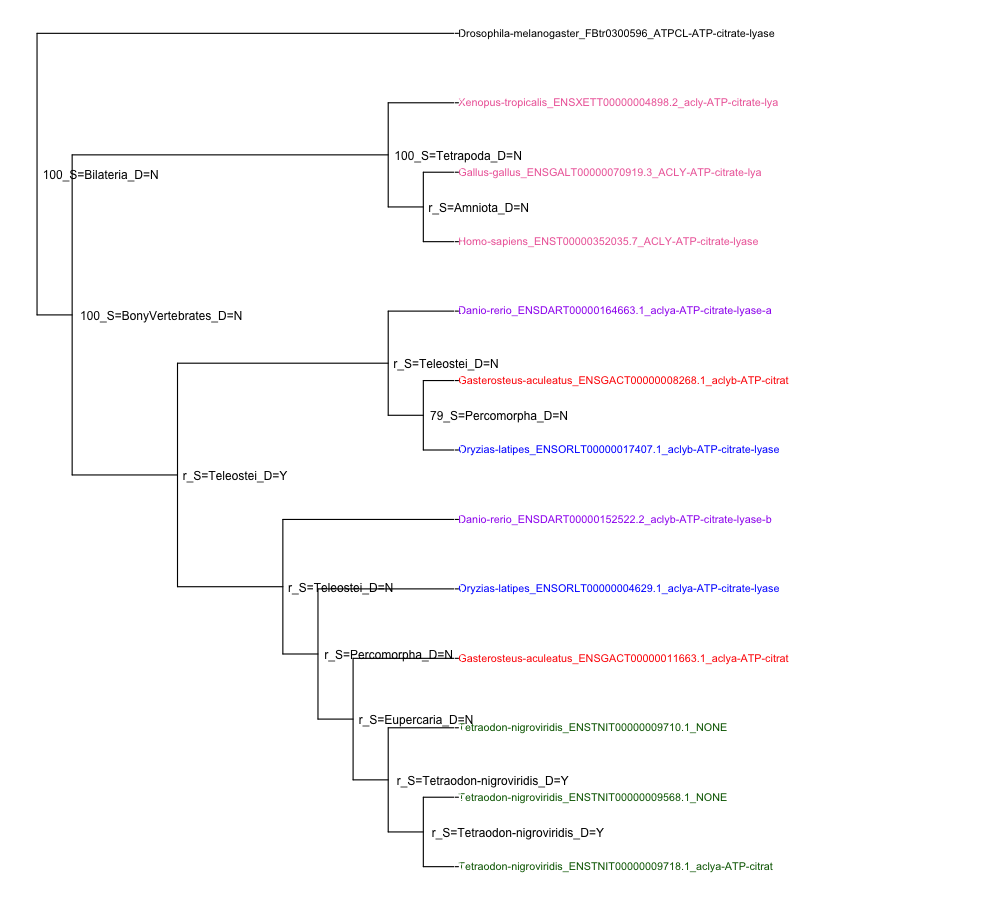 Drosophila-melanogaster_FBtr0300596_ATPCL-ATP-citrate-lyase
Xenopus-tropicalis_ENSXETT00000004898.2_acly-ATP-citrate-lya
100_S=Tetrapoda_D=N
Gallus-gallus_ENSGALT00000070919.3_ACLY-ATP-citrate-lya
100_S=Bilateria_D=N
r_S=Amniota_D=N
Homo-sapiens_ENST00000352035.7_ACLY-ATP-citrate-lyase
Danio-rerio_ENSDART00000164663.1_aclya-ATP-citrate-lyase-a
100_S=BonyVertebrates_D=N
r_S=Teleostei_D=N
Gasterosteus-aculeatus_ENSGACT00000008268.1_aclyb-ATP-citrat
79_S=Percomorpha_D=N
Oryzias-latipes_ENSORLT00000017407.1_aclyb-ATP-citrate-lyase
r_S=Teleostei_D=Y
Danio-rerio_ENSDART00000152522.2_aclyb-ATP-citrate-lyase-b
r_S=Teleostei_D=N
Oryzias-latipes_ENSORLT00000004629.1_aclya-ATP-citrate-lyase
r_S=Percomorpha_D=N
Gasterosteus-aculeatus_ENSGACT00000011663.1_aclya-ATP-citrat
r_S=Eupercaria_D=N
Tetraodon-nigroviridis_ENSTNIT00000009710.1_NONE
r_S=Tetraodon-nigroviridis_D=Y
Tetraodon-nigroviridis_ENSTNIT00000009568.1_NONE
r_S=Tetraodon-nigroviridis_D=Y
Tetraodon-nigroviridis_ENSTNIT00000009718.1_aclya-ATP-citrat